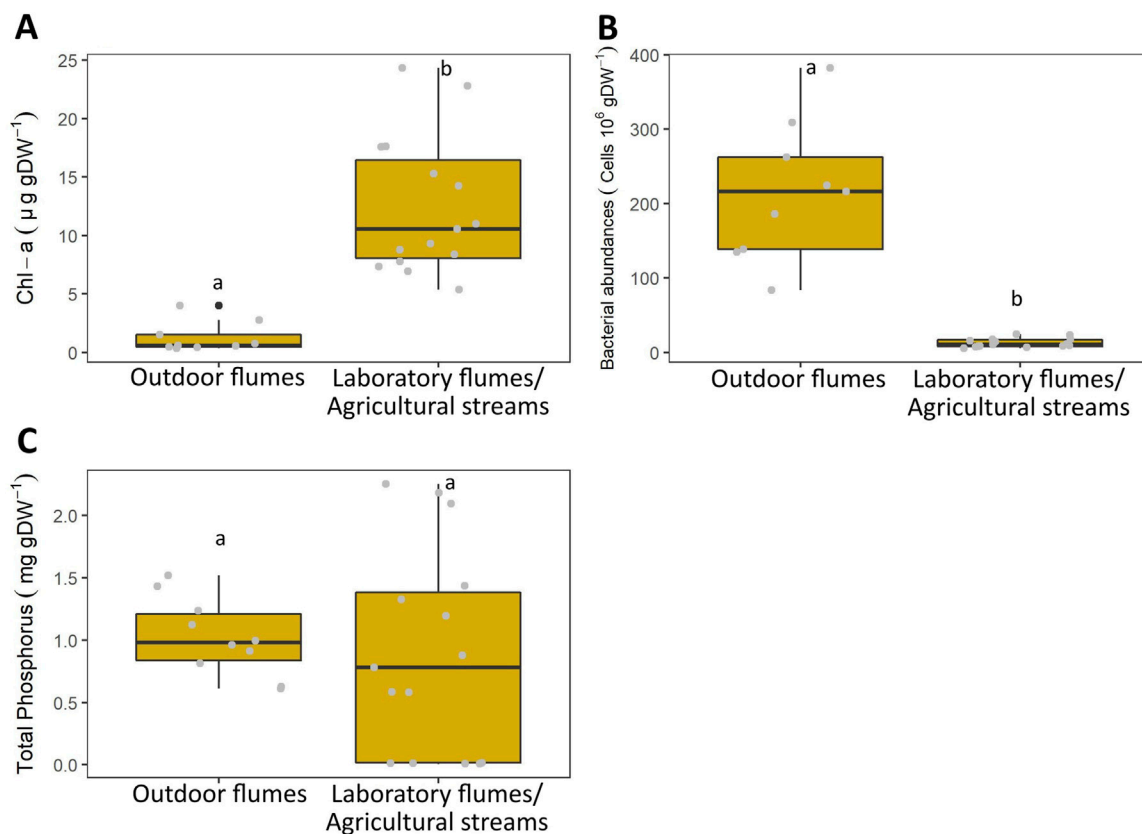 A
Chl-a ( μ g gDW⁻¹)
25
20
15
10
5
0
a
b
Outdoor flumes
Laboratory flumes/
Agricultural streams
B
Bacterial abundances ( Cells 10⁶ gDW⁻¹)
400
300
200
100
0
a
b
Outdoor flumes
Laboratory flumes/
Agricultural streams
C
Total Phosphorus ( mg gDW⁻¹)
2.0
1.5
1.0
0.5
0.0
a
a
Outdoor flumes
Laboratory flumes/
Agricultural streams